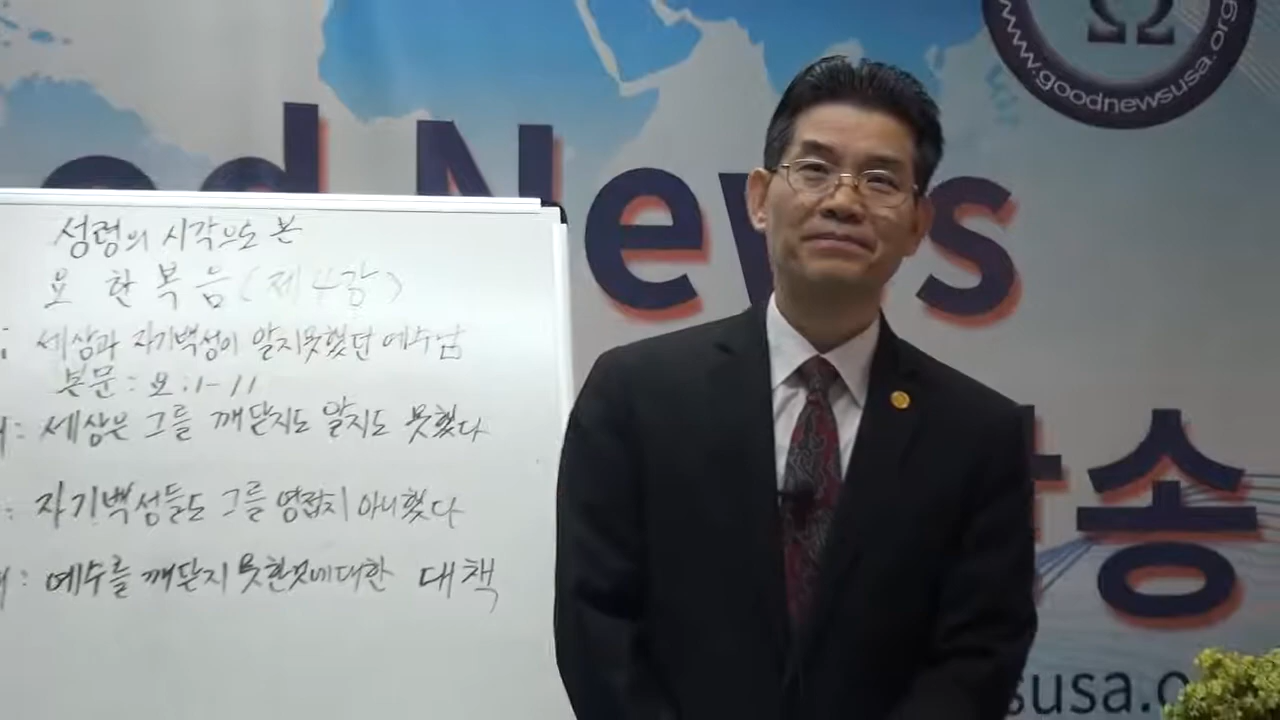 www.goodnewsusa.org
od News
성령의 시각으로 본
요 한 복 음 (제 4강)
세상과 자기백성이 알지못했던 예수님
본문 : 요 : 1 - 11
: 세상은 그를 깨닫지도 알지도 못했다
: 자기백성들도 그를 영접지 아니했다
: 예수를 깨닫지 못한것에대한 대책
송
susa.o